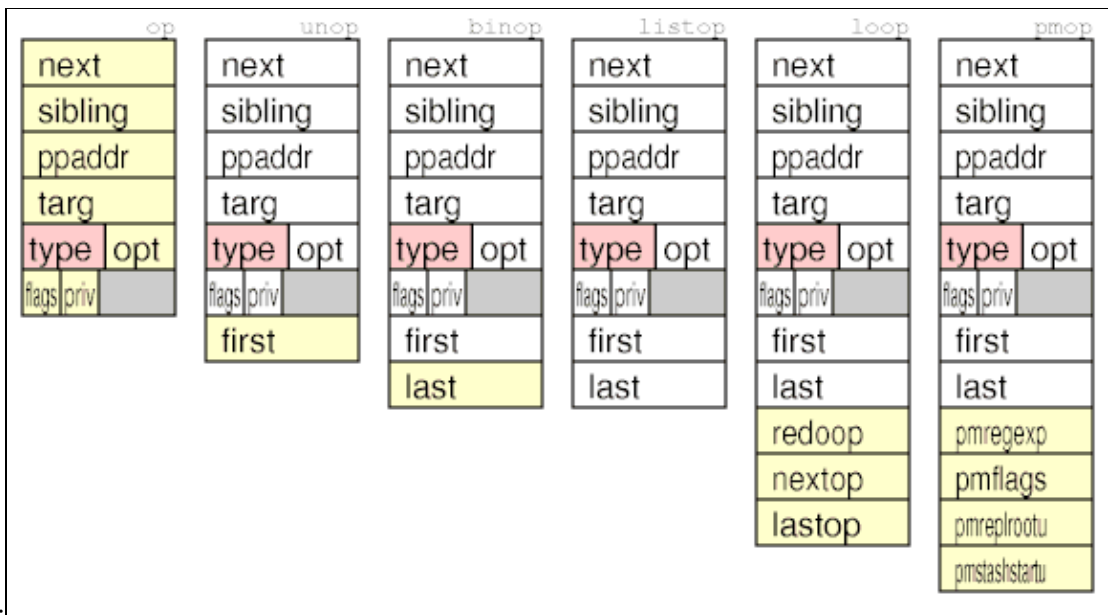 op unop binop listop loop pmop
next next next next next next
sibling sibling sibling sibling sibling sibling
ppaddr ppaddr ppaddr ppaddr ppaddr ppaddr
targ targ targ targ targ targ
type opt type opt type opt type opt type opt type opt
flags priv flags priv flags priv flags priv flags priv flags priv
first first first first first
last last last last
redoop pmregexp
nextop pmflags
lastop pmreplrootu
pmstashstartu